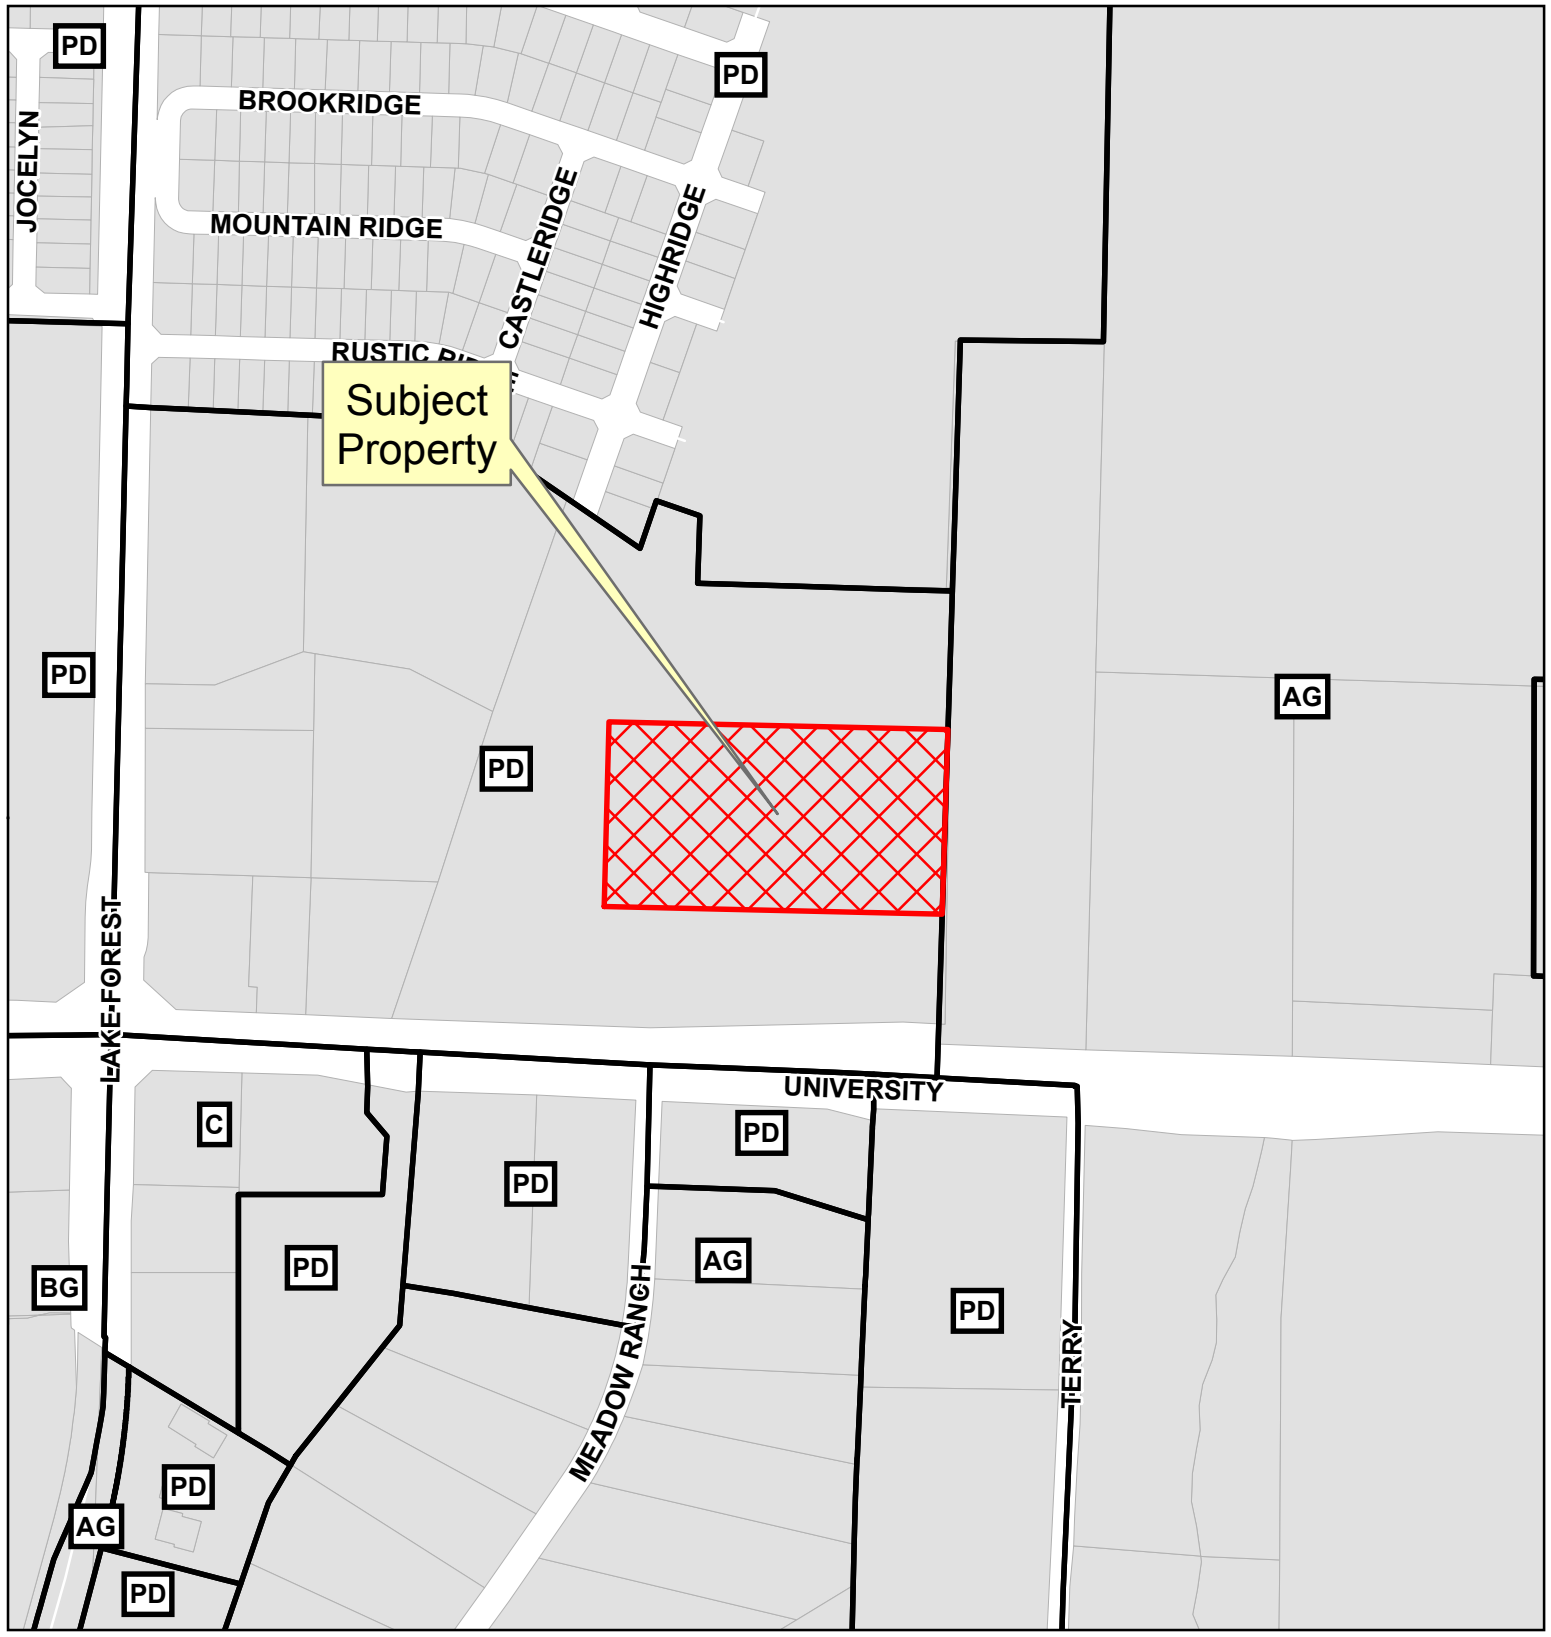 PD
PD
JOCELYN
BROOKRIDGE
MOUNTAIN RIDGE
CASTLERIDGE
HIGHRIDGE
RUSTIC
Subject
Property
PD
AG
PD
LAKE FOREST
UNIVERSITY
C
PD
PD
AG
PD
BG
PD
MEADOW RANCH
TERRY
PD
AG
PD